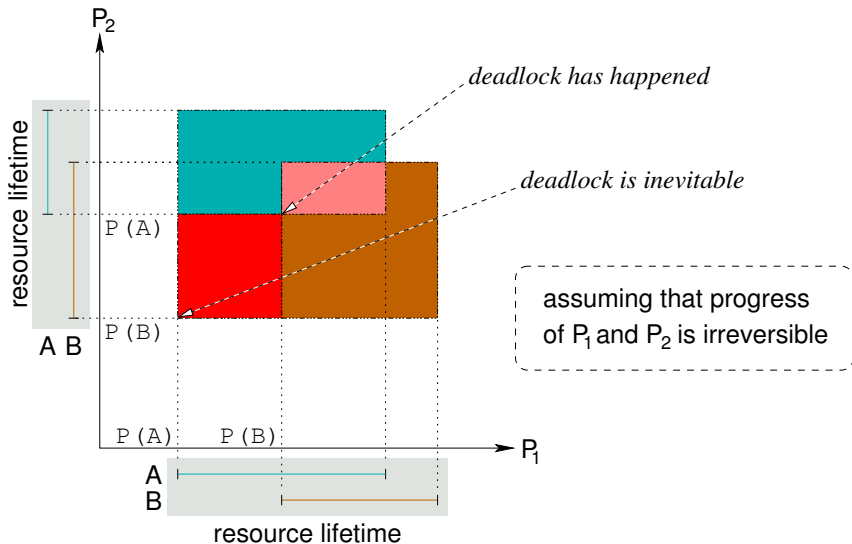 P2
deadlock has happened
resource lifetime
deadlock is inevitable
P(A)
P(B)
A B
assuming that progress
of P1 and P2 is irreversible
P(A) P(B)
P1
A
B
resource lifetime